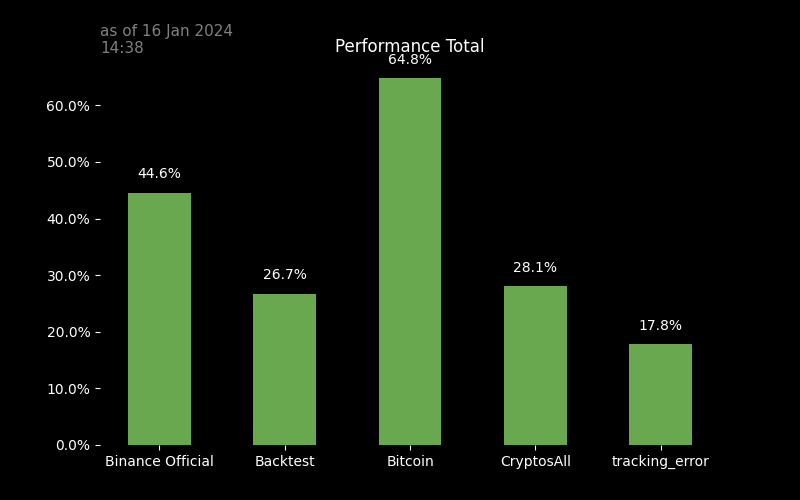 as of 16 Jan 2024
14:38
Performance Total
64.8%
60.0%
50.0%
44.6%
40.0%
30.0%
26.7%
28.1%
20.0%
17.8%
10.0%
0.0%
Binance Official
Backtest
Bitcoin
CryptosAll
tracking_error